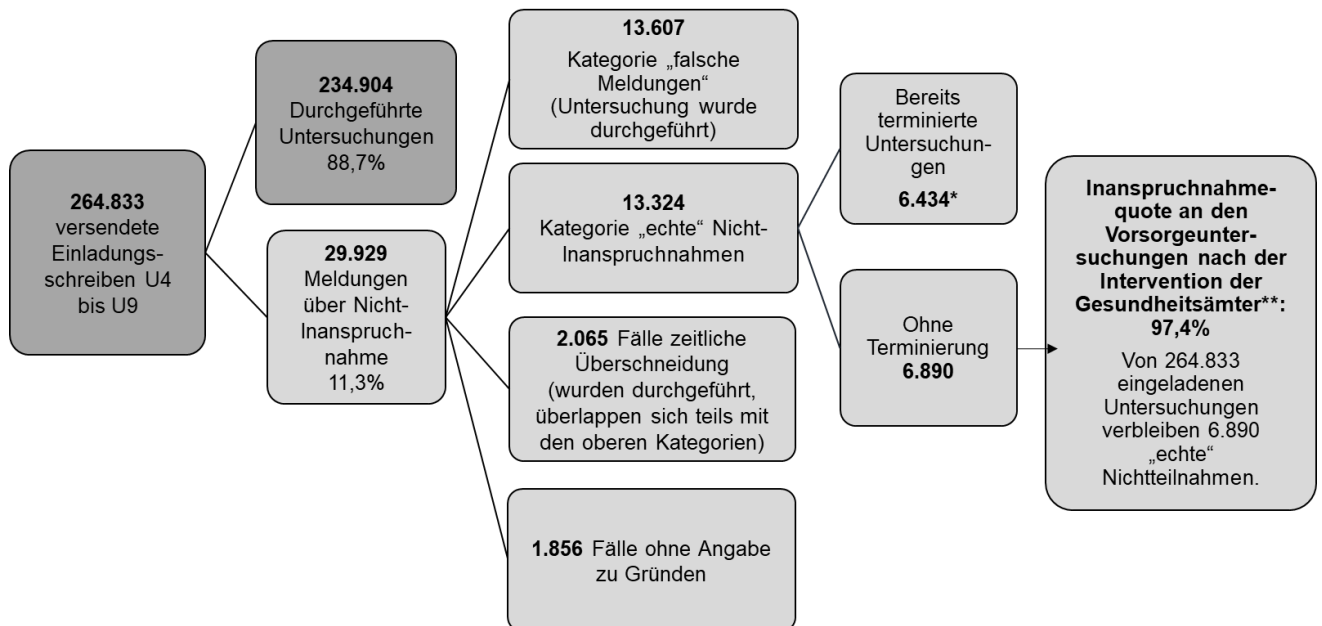 264.833
versendete
Einladungs-
schreiben U4
bis U9
234.904
Durchgeführte
Untersuchungen
88,7%
29.929
Meldungen
über Nicht-
Inanspruch-
nahme
11,3%
13.607
Kategorie „falsche
Meldungen“
(Untersuchung wurde
durchgeführt)
13.324
Kategorie „echte“ Nicht-
Inanspruchnahmen
2.065 Fälle zeitliche
Überschneidung
(wurden durchgeführt,
überlappen sich teils mit
den oberen Kategorien)
1.856 Fälle ohne Angabe
zu Gründen
Bereits
terminierte
Untersuchun-
gen
6.434*
Ohne
Terminierung
6.890
Inanspruchnahme-
quote an den
Vorsorgeunter-
suchungen nach der
Intervention der
Gesundheitsämter**:
97,4%
Von 264.833
eingeladenen
Untersuchungen
verbleiben 6.890
„echte“
Nichtteilnahmen.